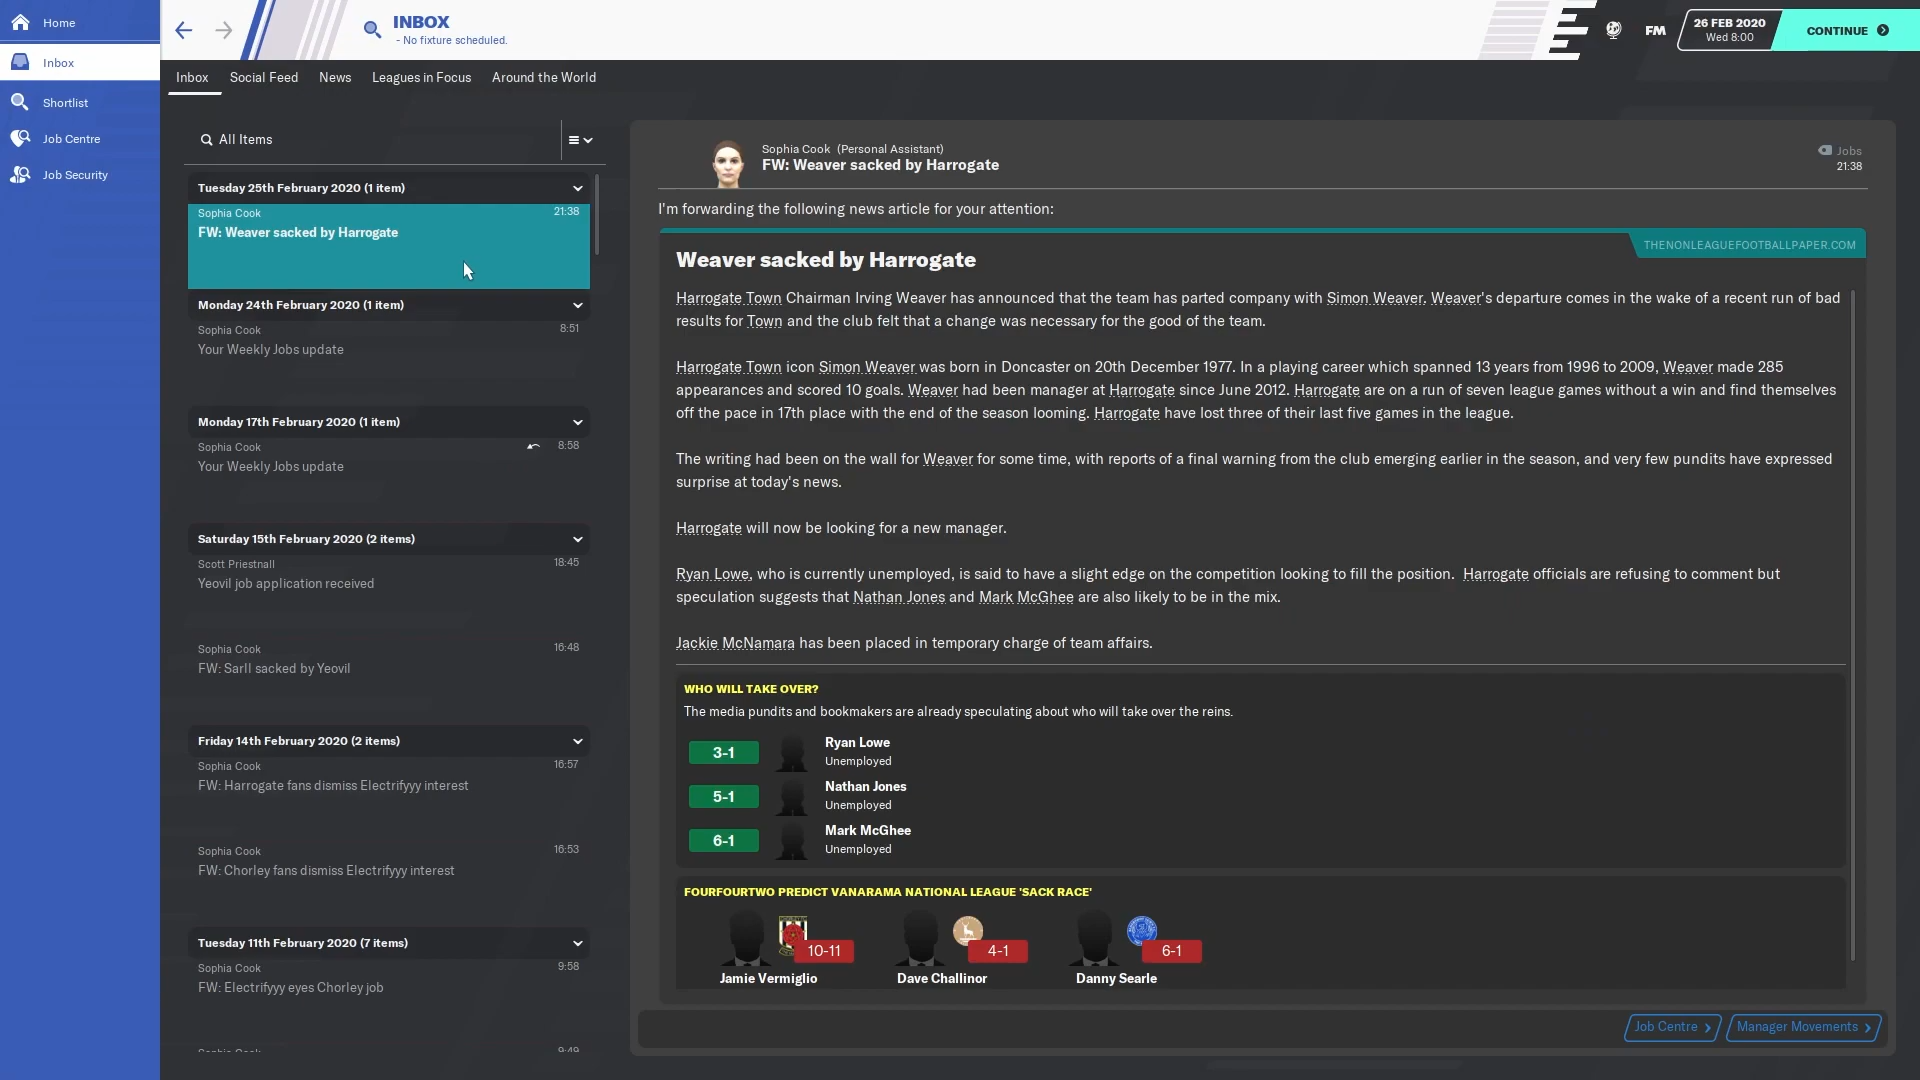 Home
Inbox
Shortlist
Job Centre
Job Security
INBOX
- No fixture scheduled.
FM
26 FEB 2020
Wed 8:00
CONTINUE
Inbox
Social Feed
News
Leagues in Focus
Around the World
All Items
Tuesday 25th February 2020 (1 item)
Sophia Cook 21:38
FW: Weaver sacked by Harrogate
Monday 24th February 2020 (1 item)
Sophia Cook 8:51
Your Weekly Jobs update
Monday 17th February 2020 (1 item)
Sophia Cook 8:58
Your Weekly Jobs update
Saturday 15th February 2020 (2 items)
Scott Priestnall 18:45
Yeovil job application received
Sophia Cook 16:48
FW: Sarll sacked by Yeovil
Friday 14th February 2020 (2 items)
Sophia Cook 16:57
FW: Harrogate fans dismiss Electrifyyy interest
Sophia Cook 16:53
FW: Chorley fans dismiss Electrifyyy interest
Tuesday 11th February 2020 (7 items)
Sophia Cook 9:58
FW: Electrifyyy eyes Chorley job
Sophia Cook 9:49
Sophia Cook (Personal Assistant)
FW: Weaver sacked by Harrogate
Jobs
21:38
I'm forwarding the following news article for your attention:
THENONLEAGUEFOOTBALLPAPER.COM
Weaver sacked by Harrogate
Harrogate Town Chairman Irving Weaver has announced that the team has parted company with Simon Weaver. Weaver's departure comes in the wake of a recent run of bad
results for Town and the club felt that a change was necessary for the good of the team.
Harrogate Town icon Simon Weaver was born in Doncaster on 20th December 1977. In a playing career which spanned 13 years from 1996 to 2009, Weaver made 285
appearances and scored 10 goals. Weaver had been manager at Harrogate since June 2012. Harrogate are on a run of seven league games without a win and find themselves
off the pace in 17th place with the end of the season looming. Harrogate have lost three of their last five games in the league.
The writing had been on the wall for Weaver for some time, with reports of a final warning from the club emerging earlier in the season, and very few pundits have expressed
surprise at today's news.
Harrogate will now be looking for a new manager.
Ryan Lowe, who is currently unemployed, is said to have a slight edge on the competition looking to fill the position. Harrogate officials are refusing to comment but
speculation suggests that Nathan Jones and Mark McGhee are also likely to be in the mix.
Jackie McNamara has been placed in temporary charge of team affairs.
WHO WILL TAKE OVER?
The media pundits and bookmakers are already speculating about who will take over the reins.
3-1
Ryan Lowe
Unemployed
5-1
Nathan Jones
Unemployed
6-1
Mark McGhee
Unemployed
FOURFOURTWO PREDICT VANARAMA NATIONAL LEAGUE 'SACK RACE'
10-11
4-1
6-1
Jamie Vermiglio
Dave Challinor
Danny Searle
Job Centre
Manager Movements